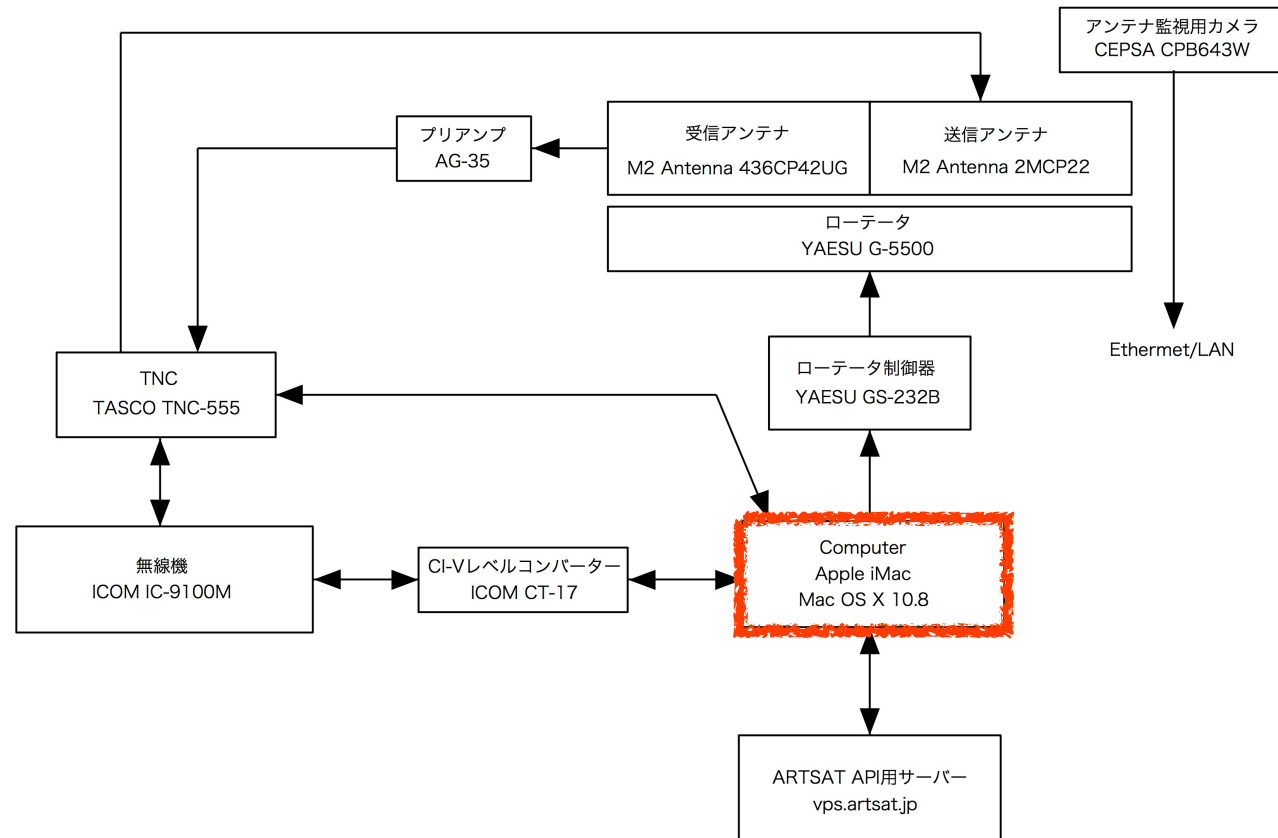 アンテナ監視用カメラ
CEPSA CPB643W
プリアンプ
AG-35
受信アンテナ
M2 Antenna 436CP42UG
送信アンテナ
M2 Antenna 2MCP22
ローテータ
YAESU G-5500
Ethermet/LAN
TNC
TASCO TNC-555
ローテータ制御器
YAESU GS-232B
無線機
ICOM IC-9100M
CI-Vレベルコンバーター
ICOM CT-17
Computer
Apple iMac
Mac OS X 10.8
ARTSAT API用サーバー
vps.artsat.jp